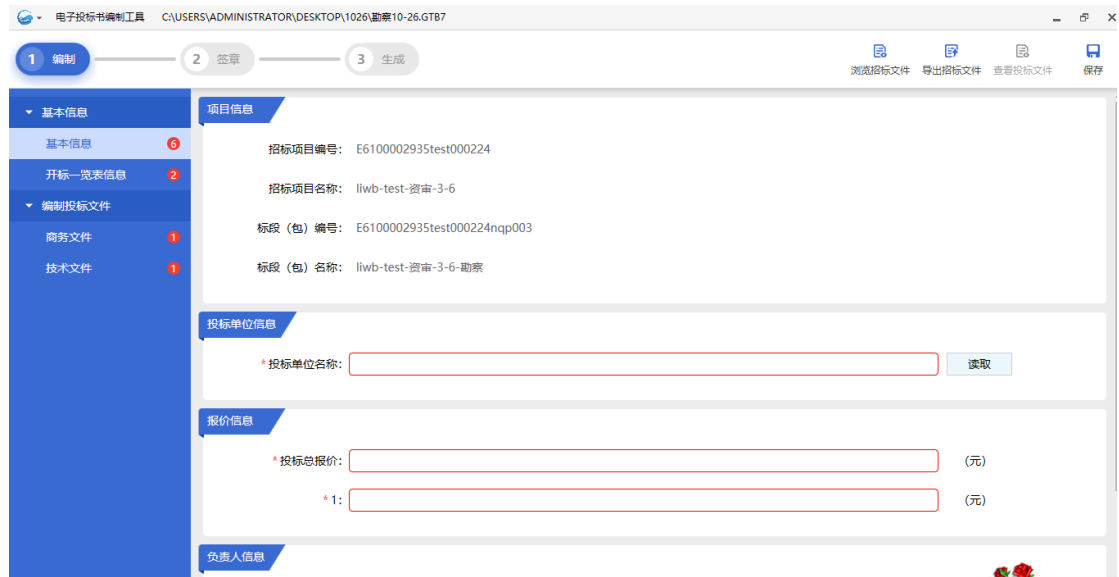 电子投标书编制工具 C:\USERS\ADMINISTRATOR\DESKTOP\1026\勘察10-26.GTB7
1 编制 2 签章 3 生成
浏览招标文件 导出招标文件 查看投标文件 保存
基本信息
基本信息 6
开标一览表信息 2
编制投标文件
商务文件 1
技术文件 1
项目信息
招标项目编号： E6100002935test000224
招标项目名称： liwb-test-资审-3-6
标段（包）编号： E6100002935test000224nqp003
标段（包）名称： liwb-test-资审-3-6-勘察
投标单位信息
*投标单位名称： 读取
报价信息
*投标总报价： (元)
*1： (元)
负责人信息